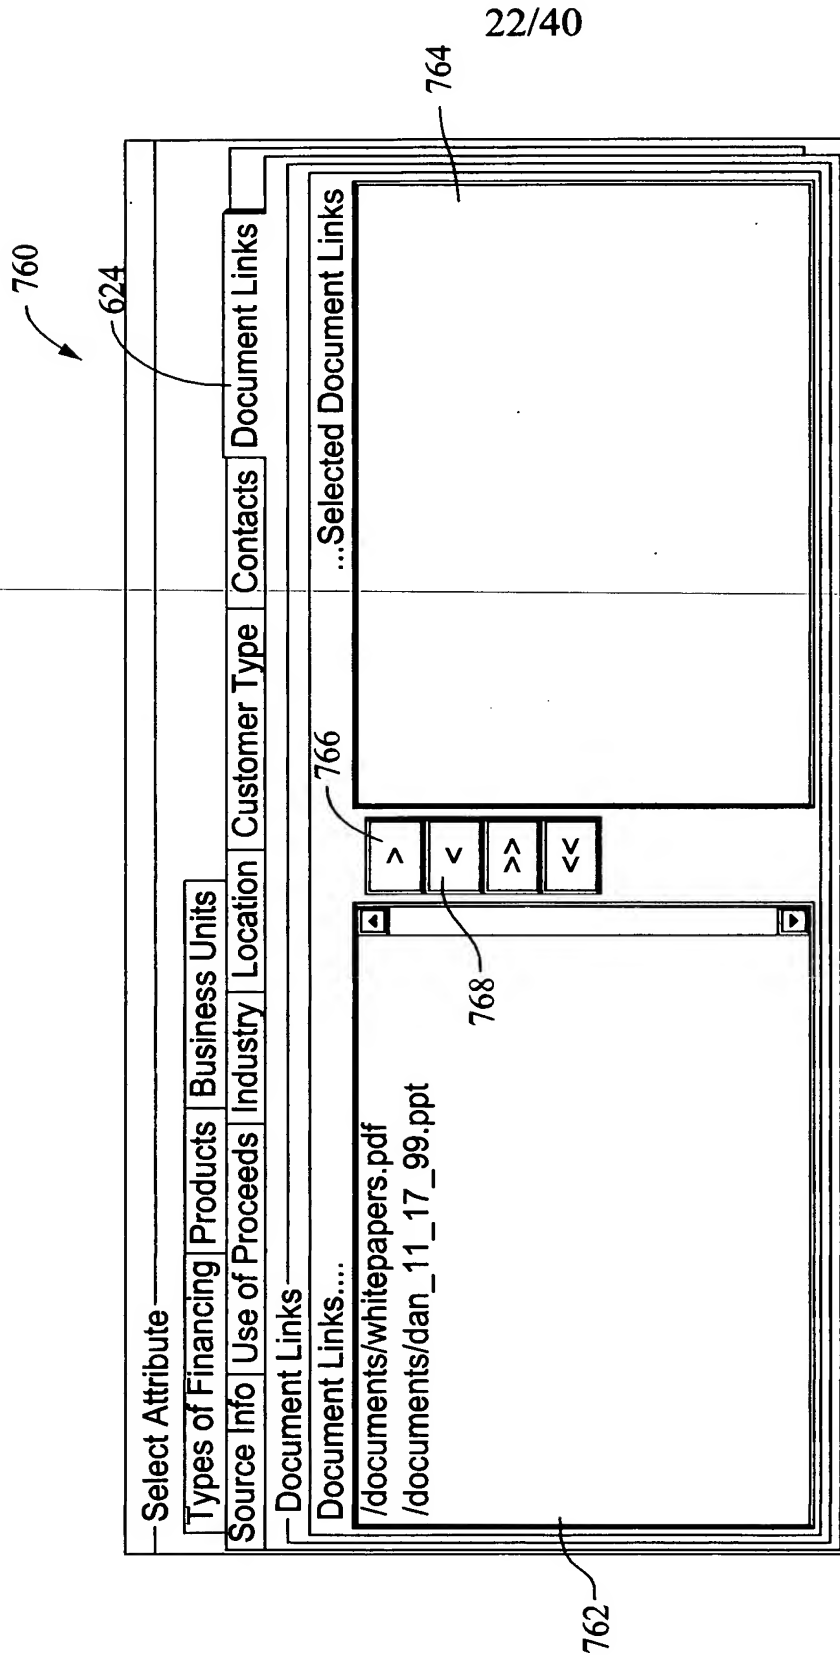 22/40
760
624
764
Select Attribute
Types of Financing Products Business Units
Source Info Use of Proceeds Industry Location Customer Type Contacts Document Links
Document Links
Document Links.... ...Selected Document Links
/documents/whitepapers.pdf
/documents/dan_11_17_99.ppt
>
<
>>
<<
766
768
762